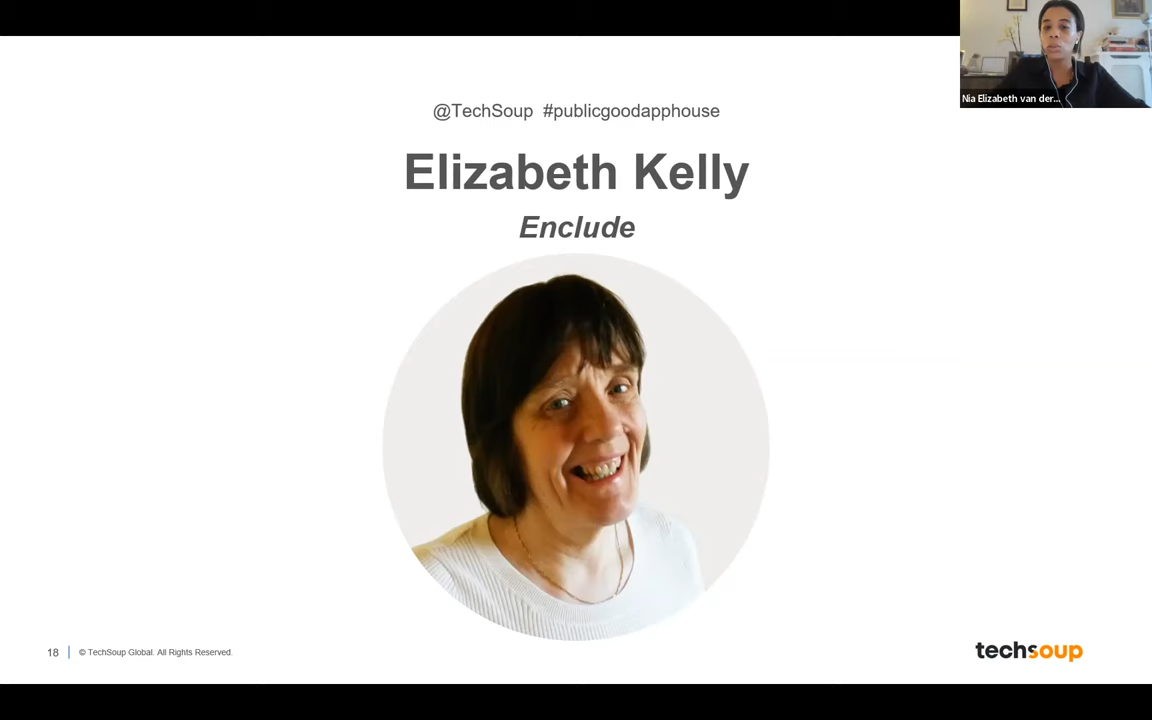 Nia Elizabeth van der...
@TechSoup #publicgoodapphouse
Elizabeth Kelly
Enclude
18 | © TechSoup Global. All Rights Reserved.
techsoup